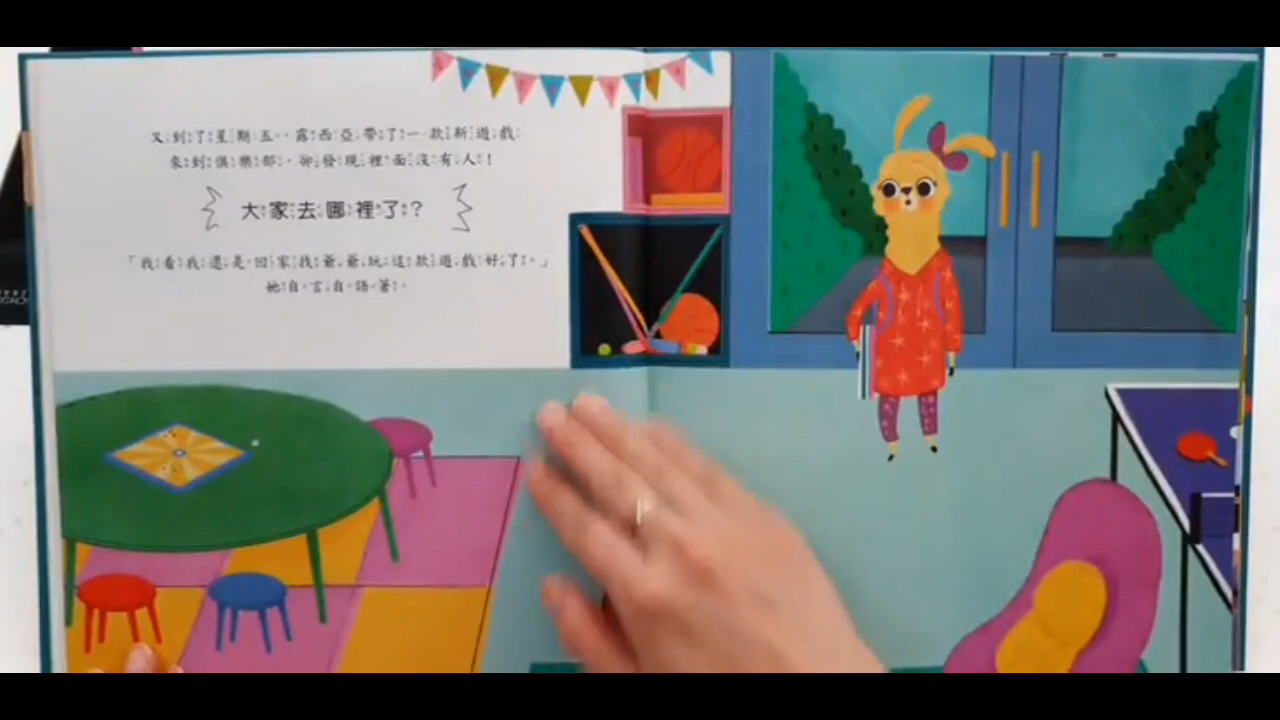 又到了星期五，露西亞帶了一款新遊戲
來到俱樂部，卻發現裡面沒有人！
大家去哪裡了？
「我看我還是回家找爺爺玩這款遊戲好了。」
她自言自語著。